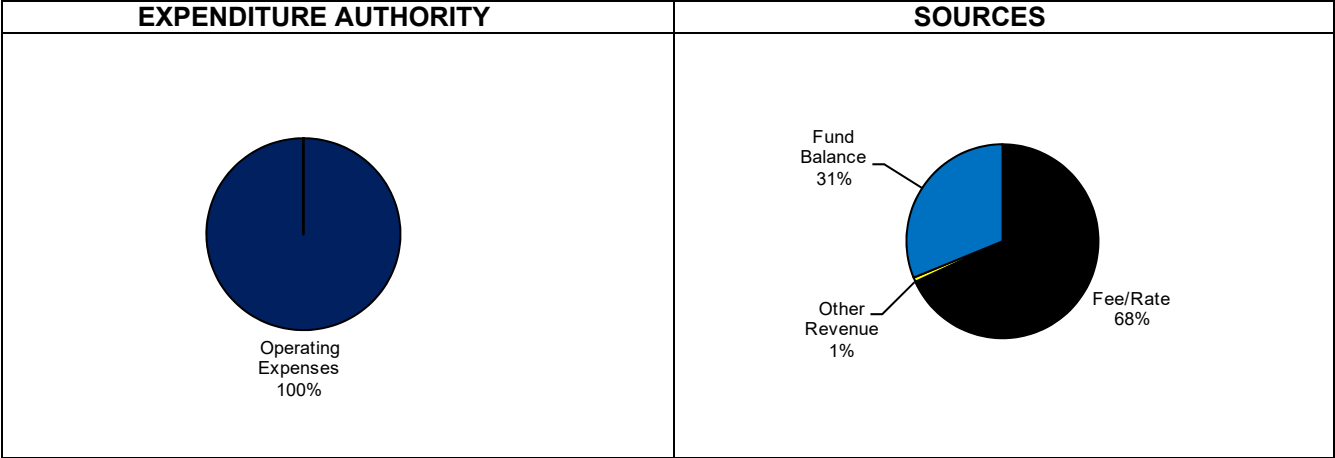 EXPENDITURE AUTHORITY
Operating
Expenses
100%
SOURCES
Fund
Balance
31%
Other
Revenue
1%
Fee/Rate
68%